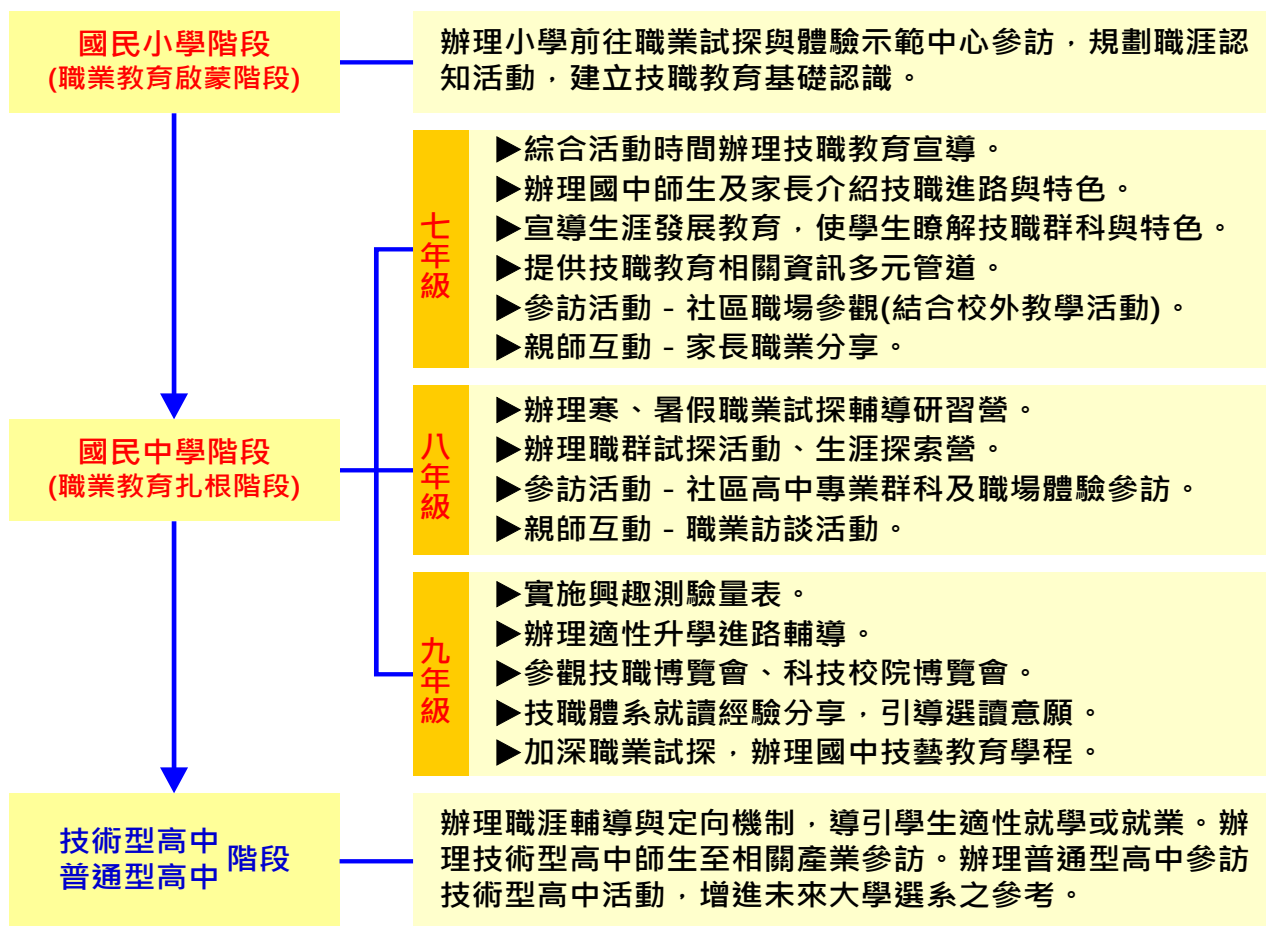 國民小學階段
(職業教育啟蒙階段)
辦理小學前往職業試探與體驗示範中心參訪，規劃職涯認
知活動，建立技職教育基礎認識。
七年級
▶綜合活動時間辦理技職教育宣導。
▶辦理國中師生及家長介紹技職進路與特色。
▶宣導生涯發展教育，使學生瞭解技職群科與特色。
▶提供技職教育相關資訊多元管道。
▶參訪活動－社區職場參觀(結合校外教學活動)。
▶親師互動－家長職業分享。
國民中學階段
(職業教育扎根階段)
八年級
▶辦理寒、暑假職業試探輔導研習營。
▶辦理職群試探活動、生涯探索營。
▶參訪活動－社區高中專業群科及職場體驗參訪。
▶親師互動－職業訪談活動。
九年級
▶實施興趣測驗量表。
▶辦理適性升學進路輔導。
▶參觀技職博覽會、科技校院博覽會。
▶技職體系就讀經驗分享，引導選讀意願。
▶加深職業試探，辦理國中技藝教育學程。
技術型高中
普通型高中
階段
辦理職涯輔導與定向機制，導引學生適性就學或就業。辦
理技術型高中師生至相關產業參訪。辦理普通型高中參訪
技術型高中活動，增進未來大學選系之參考。